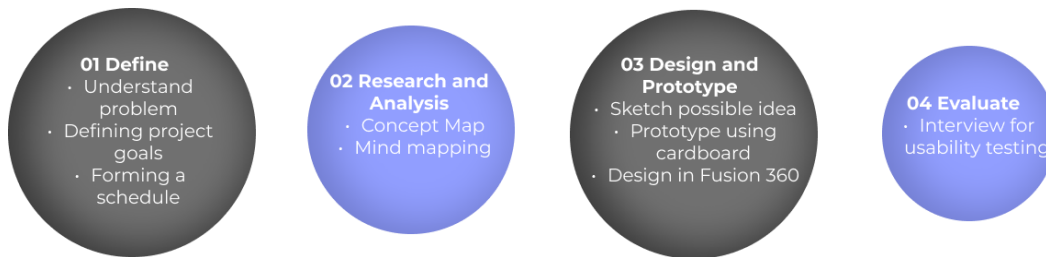 01 Define
• Understand
problem
• Defining project
goals
• Forming a
schedule
02 Research and
Analysis
• Concept Map
• Mind mapping
03 Design and
Prototype
• Sketch possible idea
• Prototype using
cardboard
• Design in Fusion 360
04 Evaluate
• Interview for
usability testing